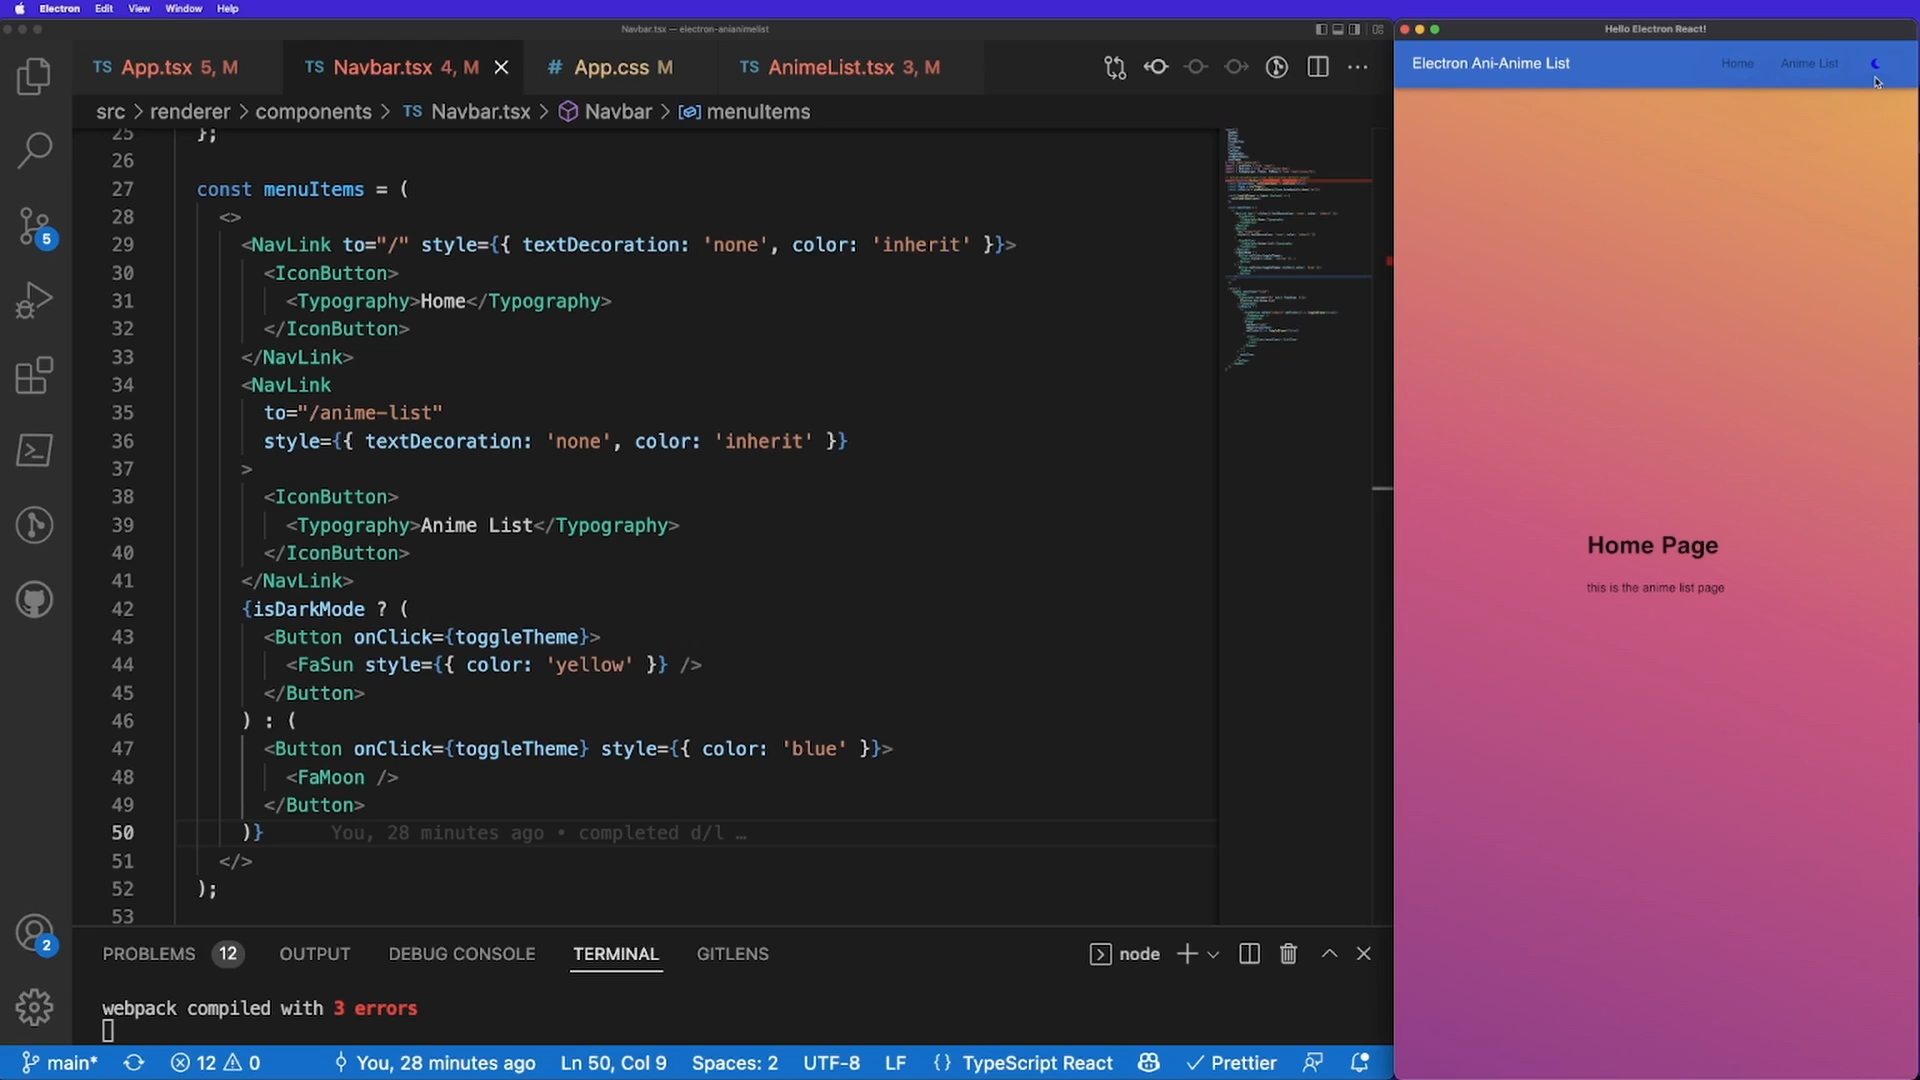 Electron Edit View Window Help
Navbar.tsx — electron-anianimelist
TS App.tsx 5, M
TS Navbar.tsx 4, M
# App.css M
TS AnimeList.tsx 3, M
src > renderer > components > TS Navbar.tsx > Navbar > menuItems
25 };
26
27 const menuItems = (
28 <>
29 <NavLink to="/" style={{ textDecoration: 'none', color: 'inherit' }}>
30 <IconButton>
31 <Typography>Home</Typography>
32 </IconButton>
33 </NavLink>
34 <NavLink
35 to="/anime-list"
36 style={{ textDecoration: 'none', color: 'inherit' }}
37 >
38 <IconButton>
39 <Typography>Anime List</Typography>
40 </IconButton>
41 </NavLink>
42 {isDarkMode ? (
43 <Button onClick={toggleTheme}>
44 <FaSun style={{ color: 'yellow' }} />
45 </Button>
46 ) : (
47 <Button onClick={toggleTheme} style={{ color: 'blue' }}>
48 <FaMoon />
49 </Button>
50 )} You, 28 minutes ago • completed d/l …
51 </>
52 );
53
PROBLEMS 12 OUTPUT DEBUG CONSOLE TERMINAL GITLENS
node
webpack compiled with 3 errors
5
2
main* 12 0 You, 28 minutes ago Ln 50, Col 9 Spaces: 2 UTF-8 LF {} TypeScript React Prettier
Hello Electron React!
Electron Ani-Anime List
Home
Anime List
Home Page
this is the anime list page